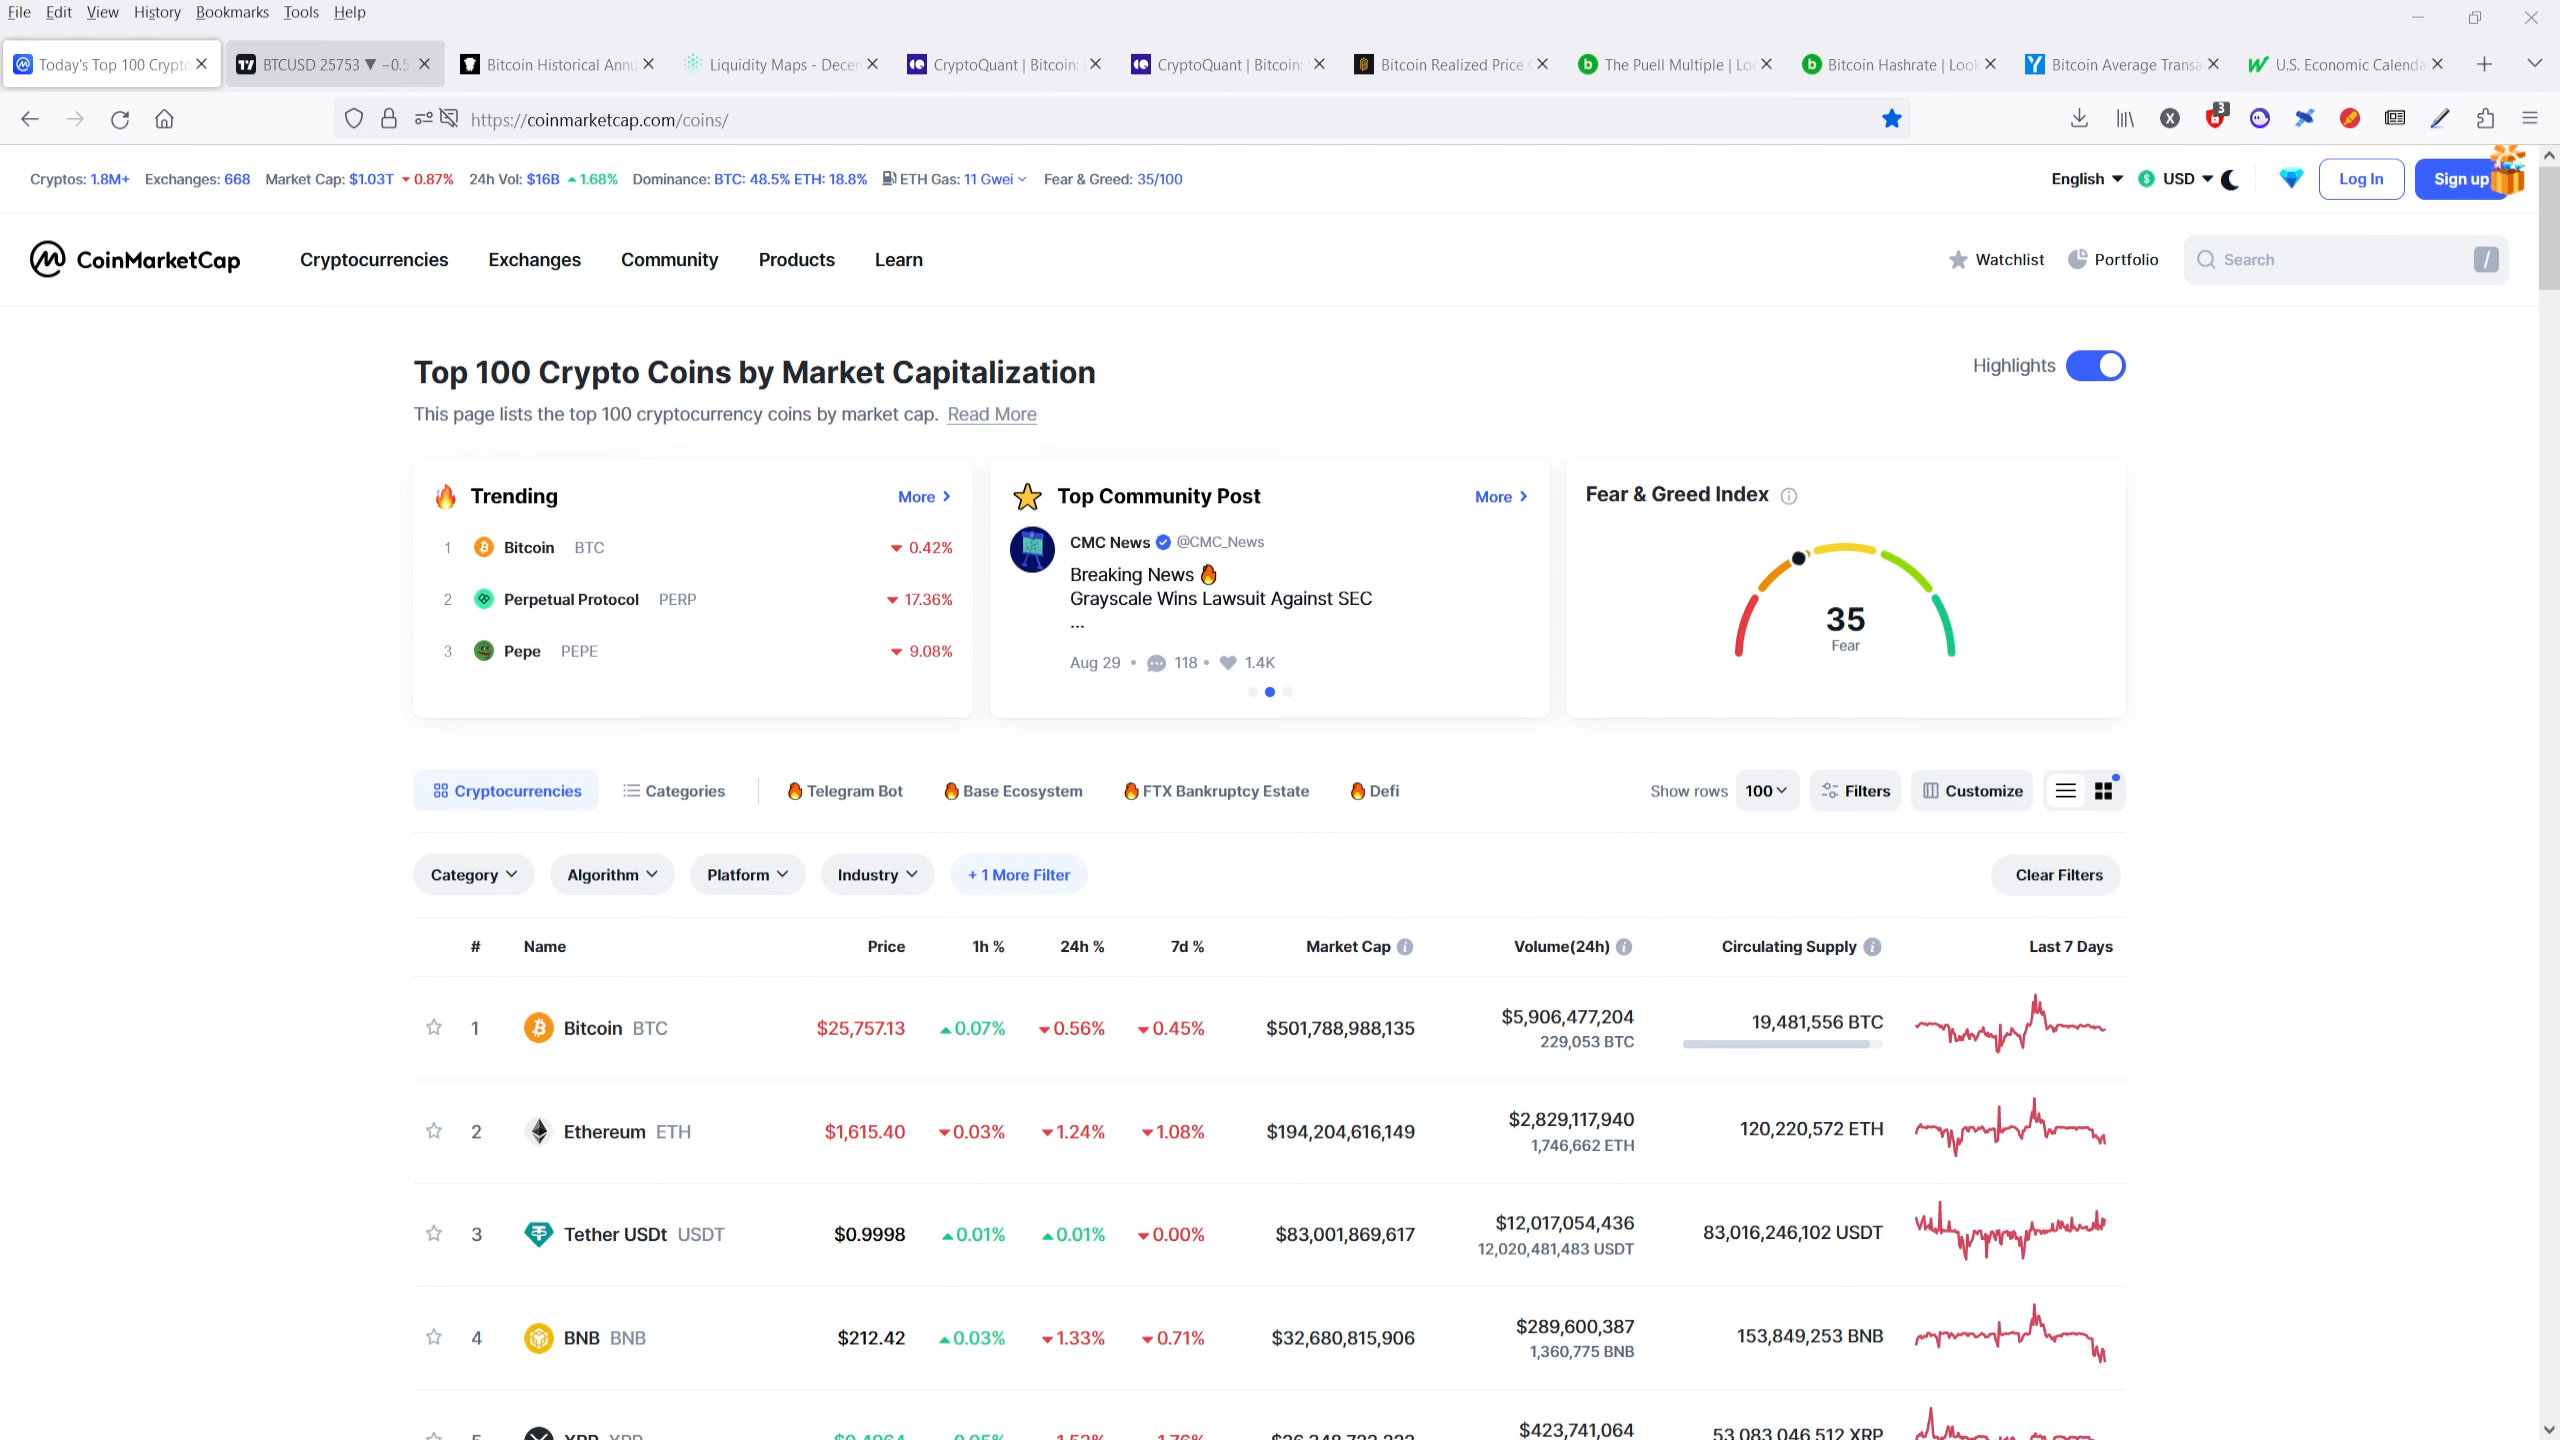 File Edit View History Bookmarks Tools Help
Today's Top 100 Crypto BTCUSD 25753 ▼ −0.5 Bitcoin Historical Annu Liquidity Maps - Decen CryptoQuant | Bitcoin: CryptoQuant | Bitcoin: Bitcoin Realized Price The Puell Multiple | Loo Bitcoin Hashrate | Look Bitcoin Average Transa U.S. Economic Calenda
https://coinmarketcap.com/coins/ 3
Cryptos: 1.8M+ Exchanges: 668 Market Cap: $1.03T 0.87% 24h Vol: $16B 1.68% Dominance: BTC: 48.5% ETH: 18.8% ETH Gas: 11 Gwei Fear & Greed: 35/100 English USD Log In Sign up
CoinMarketCap Cryptocurrencies Exchanges Community Products Learn Watchlist Portfolio Search /
Top 100 Crypto Coins by Market Capitalization Highlights
This page lists the top 100 cryptocurrency coins by market cap. Read More
Trending More
1 Bitcoin BTC 0.42%
2 Perpetual Protocol PERP 17.36%
3 Pepe PEPE 9.08%
Top Community Post More
CMC News @CMC_News
Breaking News
Grayscale Wins Lawsuit Against SEC
...
Aug 29 • 118 • 1.4K
Fear & Greed Index
35
Fear
Cryptocurrencies Categories Telegram Bot Base Ecosystem FTX Bankruptcy Estate Defi Show rows 100 Filters Customize
Category Algorithm Platform Industry + 1 More Filter Clear Filters
# Name Price 1h % 24h % 7d % Market Cap Volume(24h) Circulating Supply Last 7 Days
1 Bitcoin BTC $25,757.13 0.07% 0.56% 0.45% $501,788,988,135 $5,906,477,204 19,481,556 BTC
229,053 BTC
2 Ethereum ETH $1,615.40 0.03% 1.24% 1.08% $194,204,616,149 $2,829,117,940 120,220,572 ETH
1,746,662 ETH
3 Tether USDt USDT $0.9998 0.01% 0.01% 0.00% $83,001,869,617 $12,017,054,436 83,016,246,102 USDT
12,020,481,483 USDT
4 BNB BNB $212.42 0.03% 1.33% 0.71% $32,680,815,906 $289,600,387 153,849,253 BNB
1,360,775 BNB
5 XRP XRP $423,741,064 53,083,046,512 XRP